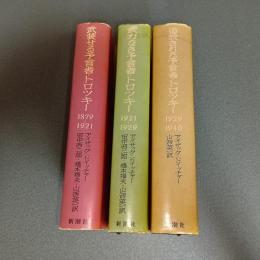 武装せる予言者トロツキー
1879
1921
アイザック・ドイッチャー
田中西二郎・橋本福夫・山西英一訳
新潮社
武力なき予言者トロツキー
1921
1929
アイザック・ドイッチャー
田中西二郎・橋本福夫・山西英一訳
新潮社
追放された予言者トロツキー
1929
1940
アイザック・ドイッチャー
山西英一訳
新潮社